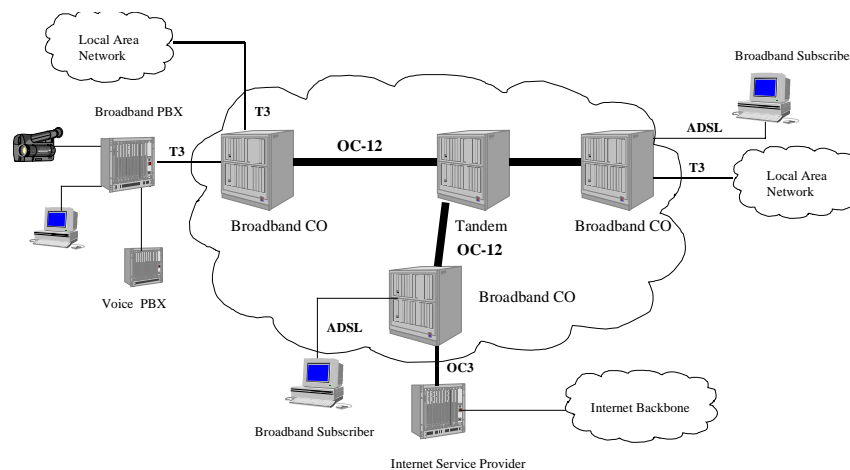 Local Area
Network
Broadband Subscribe
Broadband PBX
T3
ADSL
T3
OC-12
T3
Local Area
Network
Broadband CO
Tandem
Broadband CO
OC-12
Voice PBX
Broadband CO
ADSL
OC3
Internet Backbone
Broadband Subscriber
Internet Service Provider